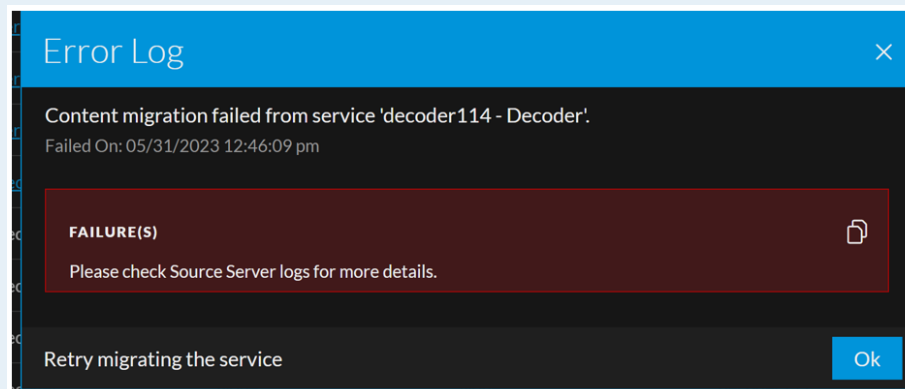 Error Log
Content migration failed from service 'decoder114 - Decoder'.
Failed On: 05/31/2023 12:46:09 pm
FAILURE(S)
Please check Source Server logs for more details.
Retry migrating the service
Ok